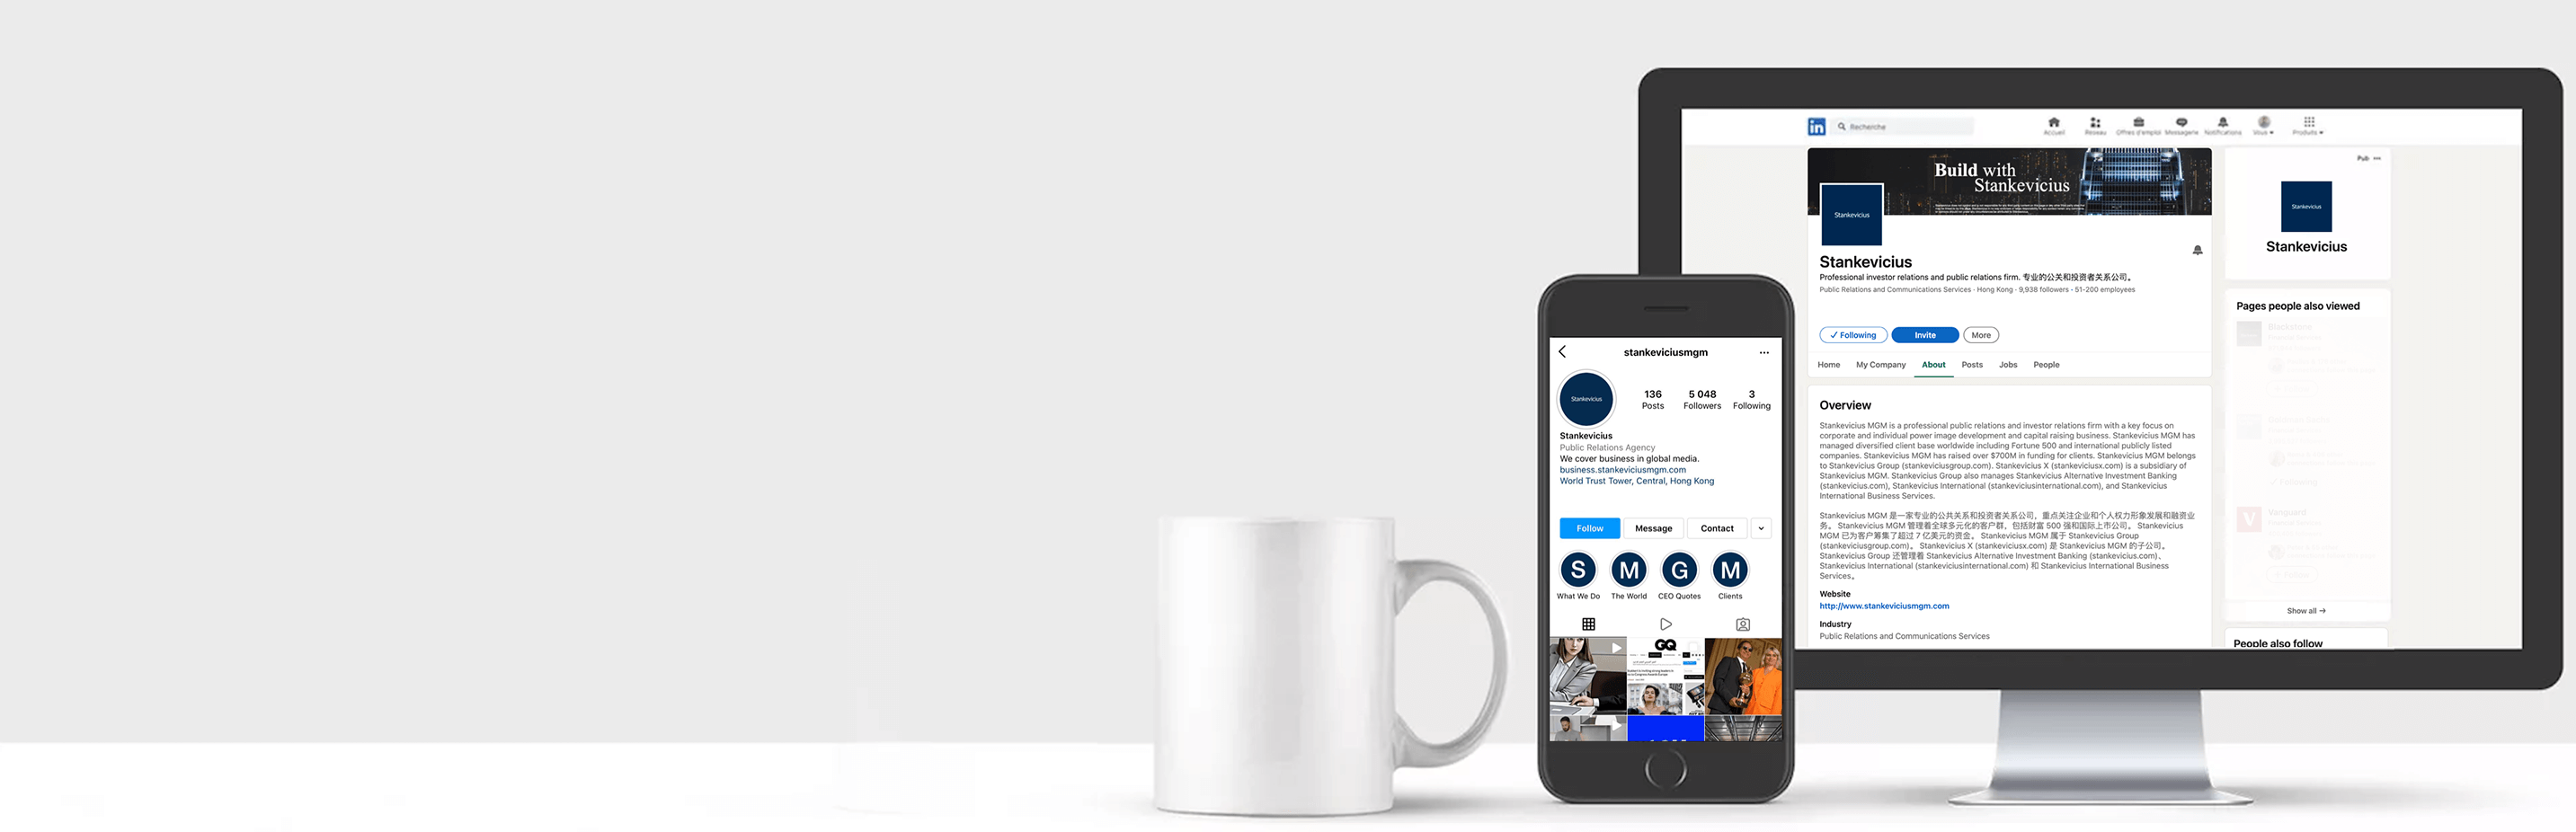 stankeviciusmgm
Stankevicius
136
5 048
3
Posts
Followers
Following
Stankevicius
Public Relations Agency
We cover business in global media.
business.stankeviciusmgm.com
World Trust Tower, Central, Hong Kong
Follow
Message
Contact
S
M
G
M
What We Do
The World
CEO Quotes
Clients
GQ
in
Recherche
Accueil
Réseau
Offres d'emploi
Messagerie
Notifications
Vous
Produits
Build with
Stankevicius
Stankevicius
Stankevicius
Professional investor relations and public relations firm. 专业的公关和投资者关系公司。
Public Relations and Communications Services · Hong Kong · 9,938 followers · 51-200 employees
Following
Invite
More
Home
My Company
About
Posts
Jobs
People
Overview
Stankevicius MGM is a professional public relations and investor relations firm with a key focus on
corporate and individual power image development and capital raising business. Stankevicius MGM has
managed diversified client base worldwide including Fortune 500 and international publicly listed
companies. Stankevicius MGM has raised over $700M in funding for clients. Stankevicius MGM belongs
to Stankevicius Group (stankeviciusgroup.com). Stankevicius X (stankeviciusx.com) is a subsidiary of
Stankevicius MGM. Stankevicius Group also manages Stankevicius Alternative Investment Banking
(stankevicius.com), Stankevicius International (stankeviciusinternational.com), and Stankevicius
International Business Services.
Stankevicius MGM 是一家专业的公共关系和投资者关系公司，重点关注企业和个人权力形象发展和融资业
务。 Stankevicius MGM 管理着全球多元化的客户群，包括财富 500 强和国际上市公司。 Stankevicius
MGM 已为客户筹集了超过 7 亿美元的资金。 Stankevicius MGM 属于 Stankevicius Group
(stankeviciusgroup.com)。 Stankevicius X (stankeviciusx.com) 是 Stankevicius MGM 的子公司。
Stankevicius Group 还管理着 Stankevicius Alternative Investment Banking (stankevicius.com)、
Stankevicius International (stankeviciusinternational.com) 和 Stankevicius International Business
Services。
Website
http://www.stankeviciusmgm.com
Industry
Public Relations and Communications Services
Pub
Stankevicius
Stankevicius
Pages people also viewed
Blackstone
V
Vanguard
Show all →
People also follow